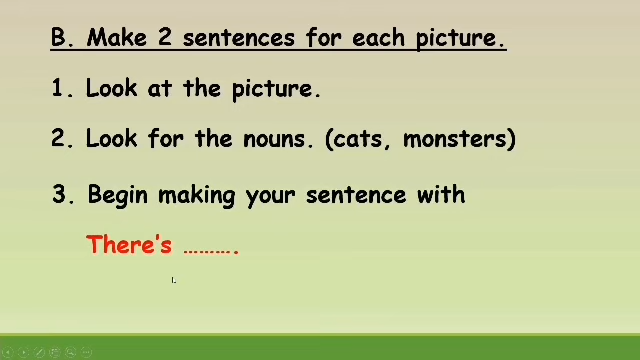 B. Make 2 sentences for each picture.
1. Look at the picture.
2. Look for the nouns. (cats, monsters)
3. Begin making your sentence with
There's ……….